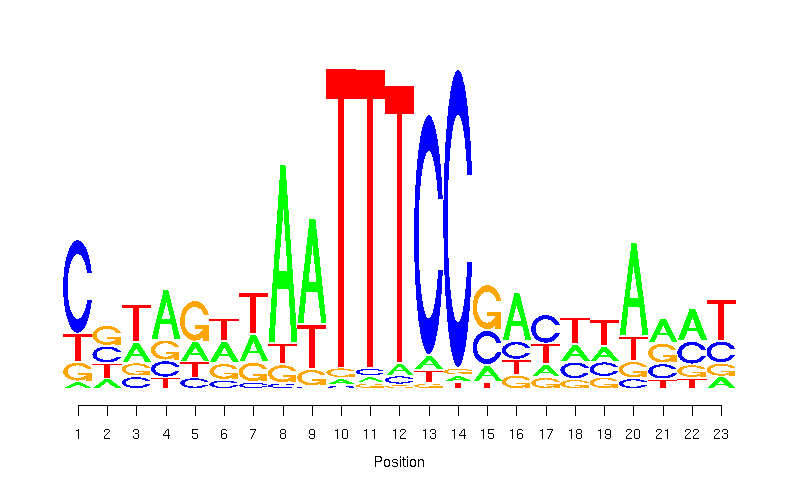 C G T A G T T A A T T T C C G A C T T A A A T
T C A G A A A T T G C A A G C C T A A T G C C
G T G C T G G G G A A C T T A T A C C G C G G
A A C T C C C G T G G G C T T A
1 2 3 4 5 6 7 8 9 10 11 12 13 14 15 16 17 18 19 20 21 22 23
Position